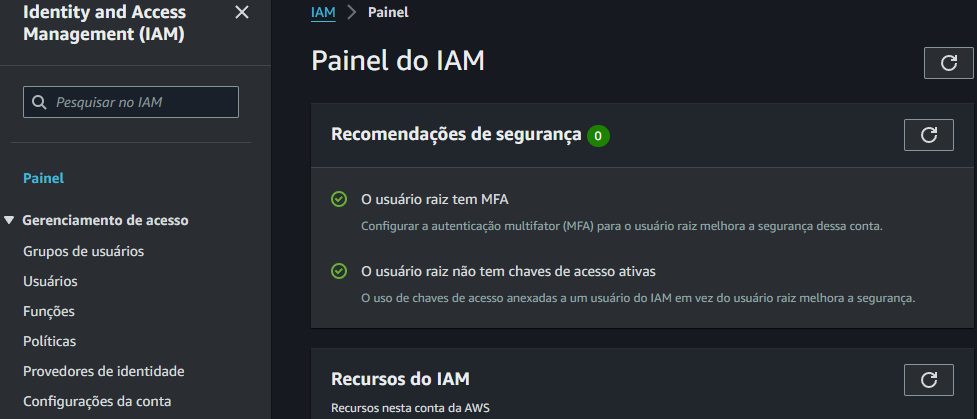 Identity and Access
Management (IAM)
Pesquisar no IAM
Painel
Gerenciamento de acesso
Grupos de usuários
Usuários
Funções
Políticas
Provedores de identidade
Configurações da conta
IAM > Painel
Painel do IAM
Recomendações de segurança 0
O usuário raiz tem MFA
Configurar a autenticação multifator (MFA) para o usuário raiz melhora a segurança dessa conta.
O usuário raiz não tem chaves de acesso ativas
O uso de chaves de acesso anexadas a um usuário do IAM em vez do usuário raiz melhora a segurança.
Recursos do IAM
Recursos nesta conta da AWS